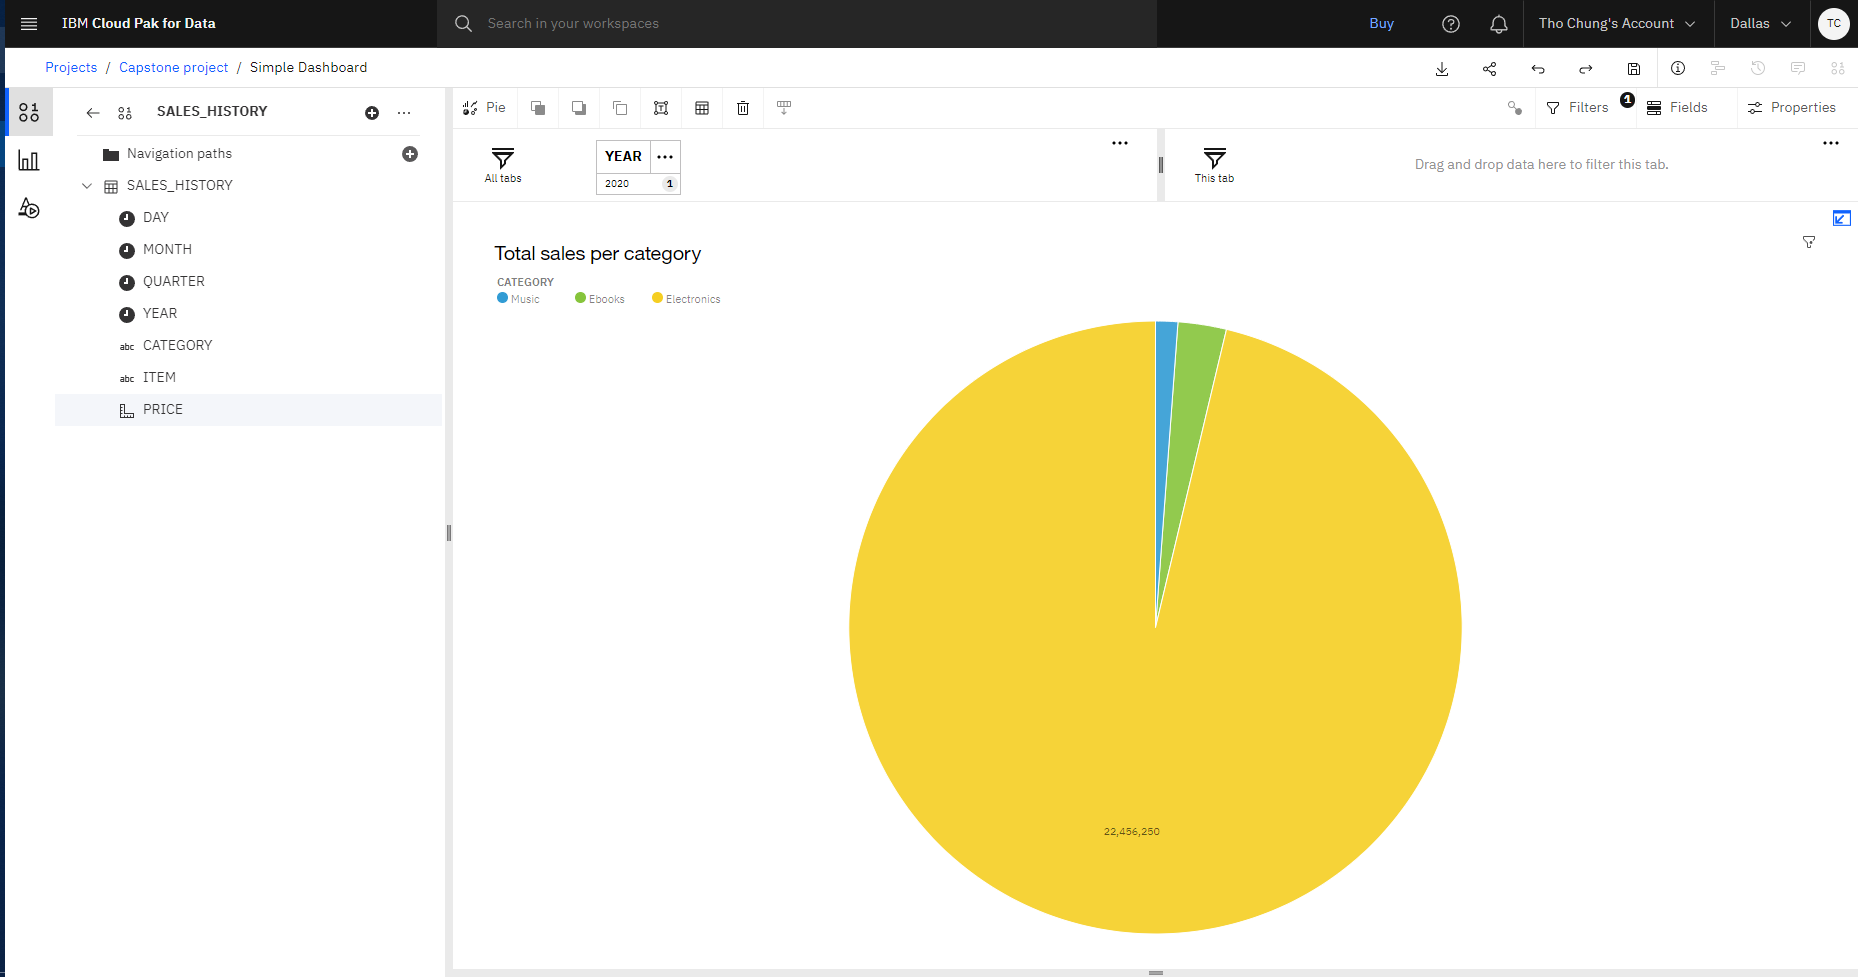 IBM Cloud Pak for Data
Search in your workspaces
Buy
Tho Chung's Account
Dallas
TC
Projects / Capstone project / Simple Dashboard
SALES_HISTORY
Navigation paths
SALES_HISTORY
DAY
MONTH
QUARTER
YEAR
abc CATEGORY
abc ITEM
PRICE
Pie
Filters 1
Fields
Properties
All tabs
YEAR
2020 1
This tab
Drag and drop data here to filter this tab.
Total sales per category
CATEGORY
Music Ebooks Electronics
22,456,250